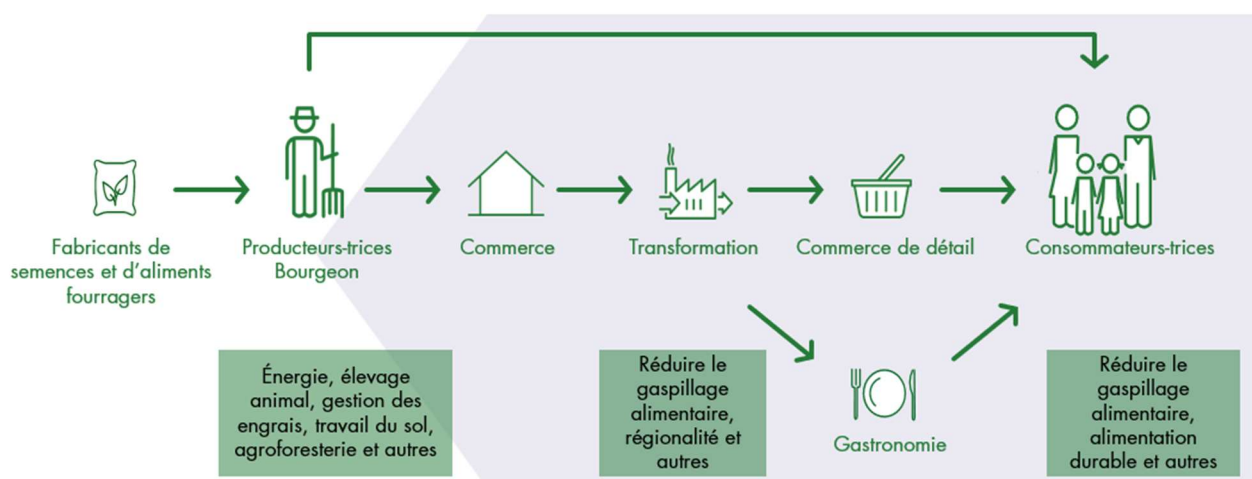 Fabricants de
semences et d'aliments
fourragers
Producteurs-trices
Bourgeon
Commerce
Transformation
Commerce de détail
Consommateurs-trices
Énergie, élevage
animal, gestion des
engrais, travail du sol,
agroforesterie et autres
Réduire le
gaspillage
alimentaire,
régionalité et
autres
Gastronomie
Réduire le
gaspillage
alimentaire,
alimentation
durable et autres